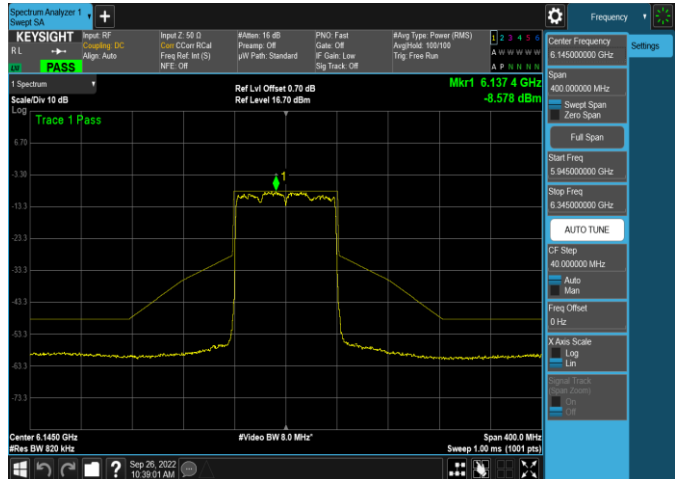 Spectrum Analyzer 1
Swept SA
Frequency
KEYSIGHT
RL
PASS
Input: RF
Coupling: DC
Align: Auto
Input Z: 50 Ω
Corr CCorr RCal
Freq Ref: Int (S)
NFE: Off
#Atten: 16 dB
Preamp: Off
µW Path: Standard
PNO: Fast
Gate: Off
IF Gain: Low
Sig Track: Off
#Avg Type: Power (RMS)
Avg|Hold: 100/100
Trig: Free Run
1 2 3 4 5 6
A W W W W W
A P N N N N
1 Spectrum
Scale/Div 10 dB
Ref Lvl Offset 0.70 dB
Ref Level 16.70 dBm
Mkr1 6.137 4 GHz
-8.578 dBm
Log
Trace 1 Pass
1
6.70
-3.30
-13.3
-23.3
-33.3
-43.3
-53.3
-63.3
-73.3
Center 6.1450 GHz
#Res BW 820 kHz
#Video BW 8.0 MHz*
Span 400.0 MHz
Sweep 1.00 ms (1001 pts)
Sep 26, 2022
10:39:01 AM
Center Frequency
6.145000000 GHz
Settings
Span
400.000000 MHz
Swept Span
Zero Span
Full Span
Start Freq
5.945000000 GHz
Stop Freq
6.345000000 GHz
AUTO TUNE
CF Step
40.000000 MHz
Auto
Man
Freq Offset
0 Hz
X Axis Scale
Log
Lin
Signal Track
(Span Zoom)
On
Off